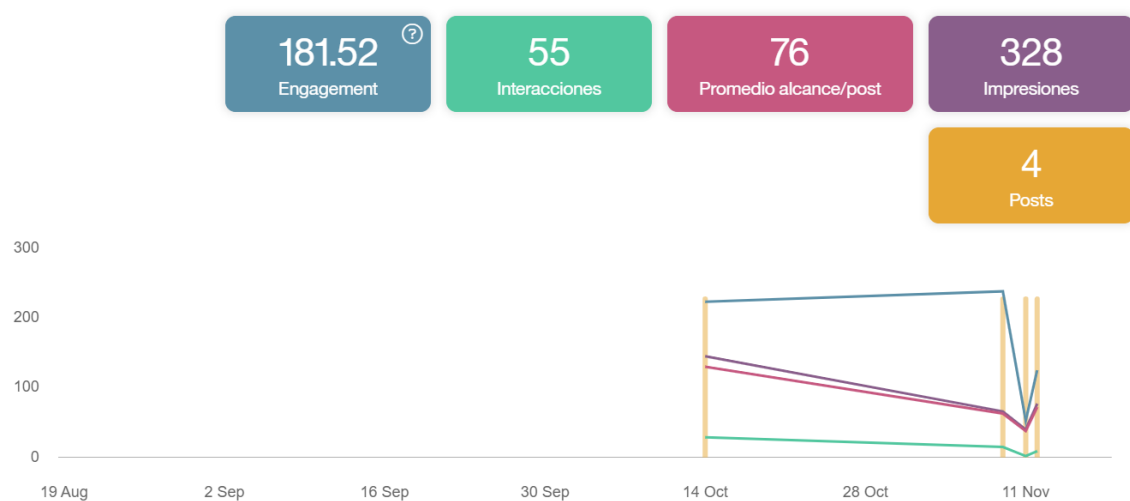 181.52
?
Engagement
55
Interacciones
76
Promedio alcance/post
328
Impresiones
4
Posts
300
200
100
0
19 Aug
2 Sep
16 Sep
30 Sep
14 Oct
28 Oct
11 Nov